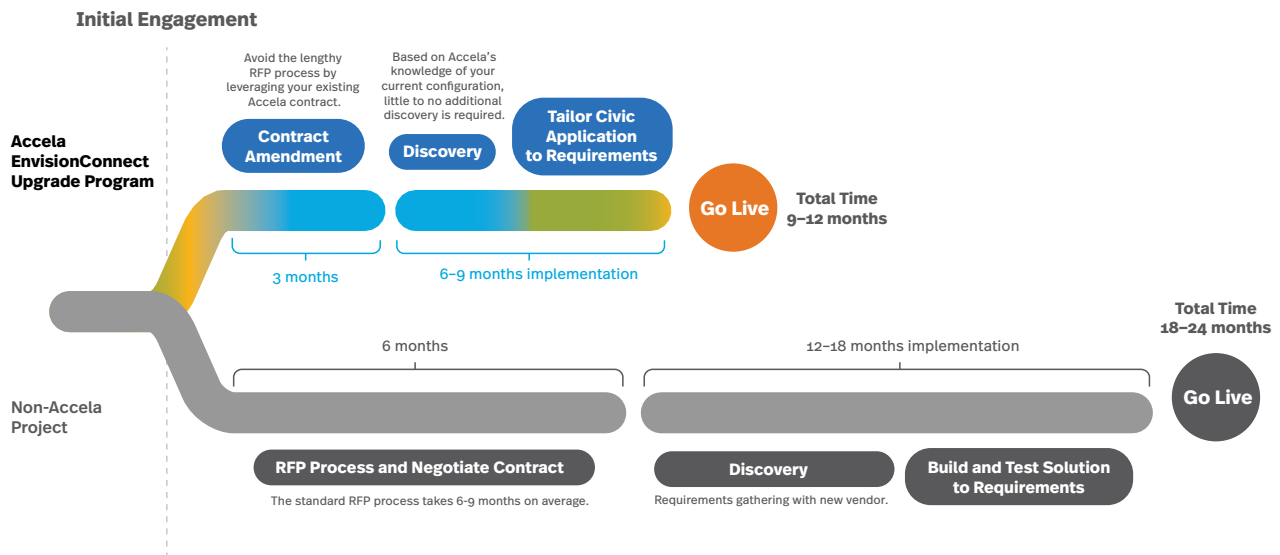 Initial Engagement
Avoid the lengthy
RFP process by
leveraging your existing
Accela contract.
Based on Accela's
knowledge of your
current configuration,
little to no additional
discovery is required.
Accela
EnvisionConnect
Upgrade Program
Contract
Amendment
Discovery
Tailor Civic
Application
to Requirements
Go Live
Total Time
9–12 months
3 months
6–9 months implementation
Total Time
18–24 months
6 months
12–18 months implementation
Non-Accela
Project
Go Live
RFP Process and Negotiate Contract
The standard RFP process takes 6-9 months on average.
Discovery
Requirements gathering with new vendor.
Build and Test Solution
to Requirements